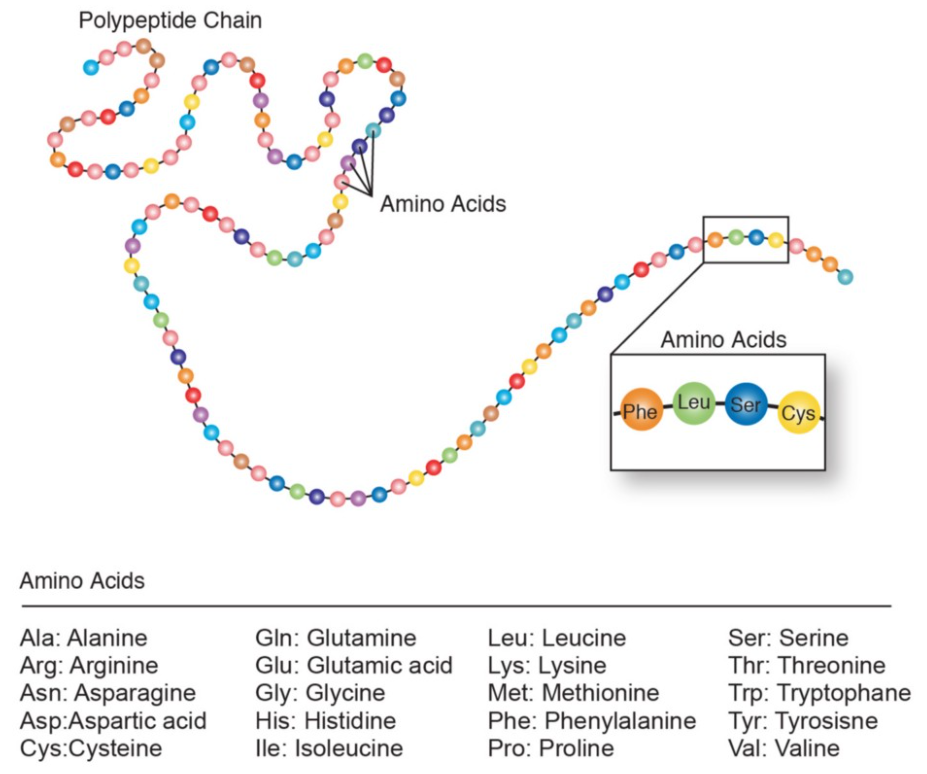 Polypeptide Chain
Amino Acids
Amino Acids
Phe Leu Ser Cys
Amino Acids
Ala: Alanine Gln: Glutamine Leu: Leucine Ser: Serine
Arg: Arginine Glu: Glutamic acid Lys: Lysine Thr: Threonine
Asn: Asparagine Gly: Glycine Met: Methionine Trp: Tryptophane
Asp:Aspartic acid His: Histidine Phe: Phenylalanine Tyr: Tyrosisne
Cys:Cysteine Ile: Isoleucine Pro: Proline Val: Valine